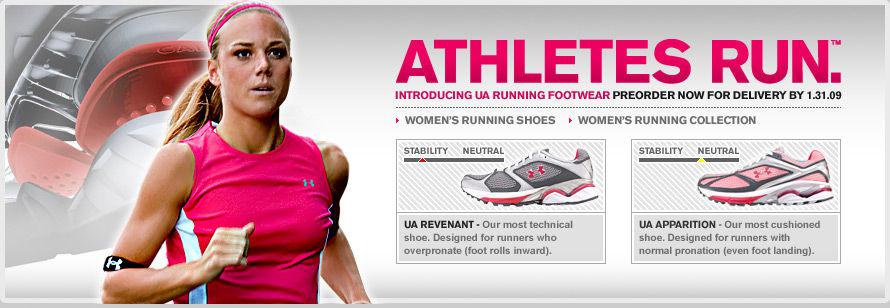 ATHLETES RUN.™
INTRODUCING UA RUNNING FOOTWEAR PREORDER NOW FOR DELIVERY BY 1.31.09
WOMEN'S RUNNING SHOES WOMEN'S RUNNING COLLECTION
STABILITY NEUTRAL
UA REVENANT - Our most technical
shoe. Designed for runners who
overpronate (foot rolls inward).
STABILITY NEUTRAL
UA APPARITION - Our most cushioned
shoe. Designed for runners with
normal pronation (even foot landing).